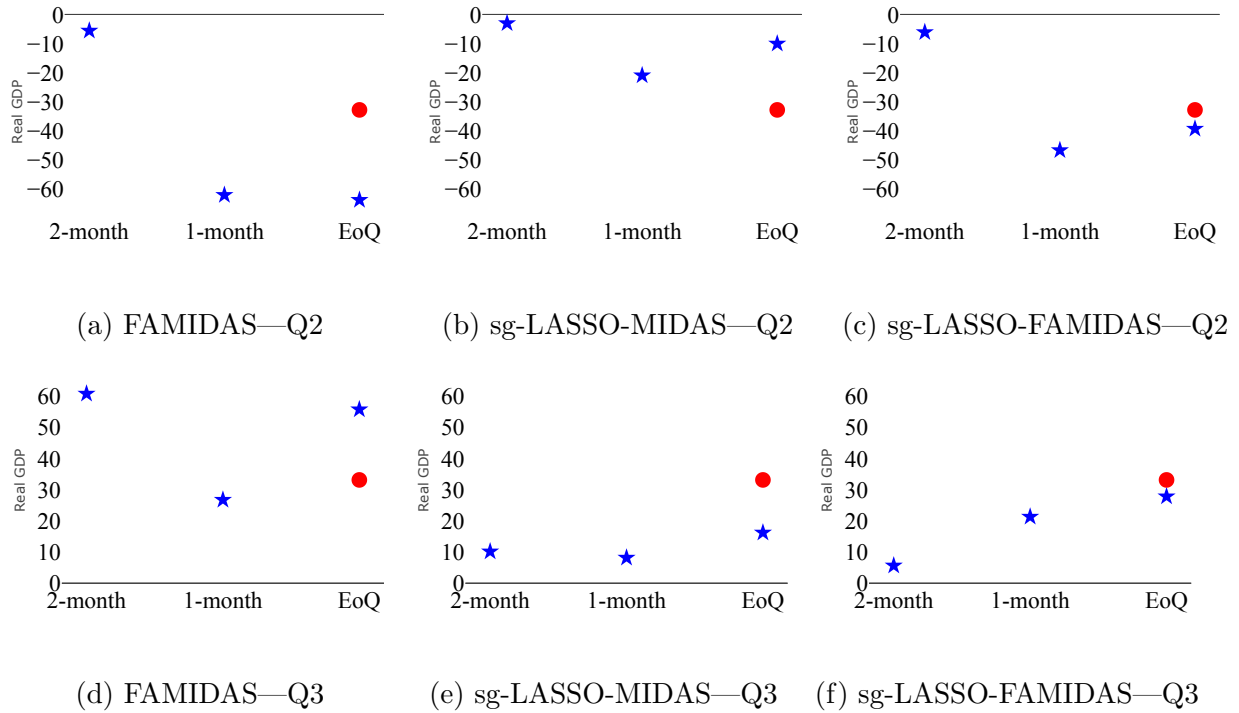 Real GDP
0
−10
−20
−30
−40
−50
−60
2-month 1-month EoQ
(a) FAMIDAS—Q2
Real GDP
0
−10
−20
−30
−40
−50
−60
2-month 1-month EoQ
(b) sg-LASSO-MIDAS—Q2
Real GDP
0
−10
−20
−30
−40
−50
−60
2-month 1-month EoQ
(c) sg-LASSO-FAMIDAS—Q2
Real GDP
60
50
40
30
20
10
0
2-month 1-month EoQ
(d) FAMIDAS—Q3
Real GDP
60
50
40
30
20
10
0
2-month 1-month EoQ
(e) sg-LASSO-MIDAS—Q3
Real GDP
60
50
40
30
20
10
0
2-month 1-month EoQ
(f) sg-LASSO-FAMIDAS—Q3